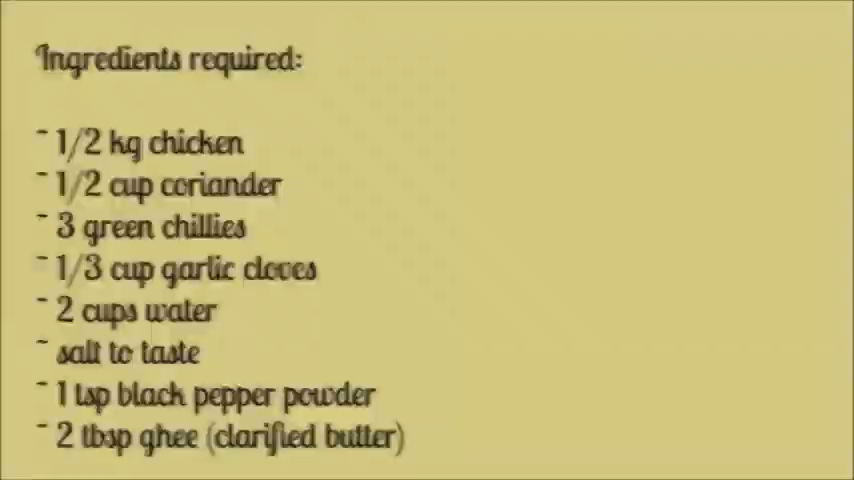 Ingredients required:
~ 1/2 kg chicken
~ 1/2 cup coriander
~ 3 green chillies
~ 1/3 cup garlic cloves
~ 2 cups water
~ salt to taste
~ 1 tsp black pepper powder
~ 2 tbsp ghee (clarified butter)